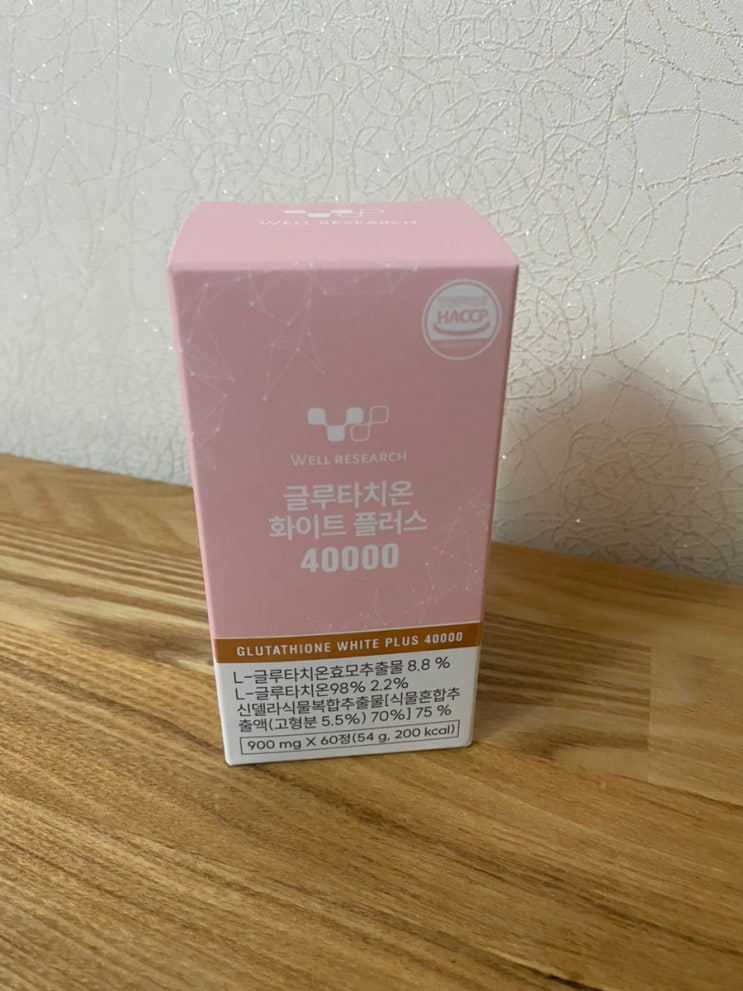 WELL RESEARCH
HACCP
WELL RESEARCH
글루타치온
화이트 플러스
40000
GLUTATHIONE WHITE PLUS 40000
L-글루타치온효모추출물 8.8 %
L-글루타치온98% 2.2%
신델라식물복합추출물[식물혼합추
출액(고형분 5.5%) 70%] 75 %
900 mg X 60정(54 g, 200 kcal)